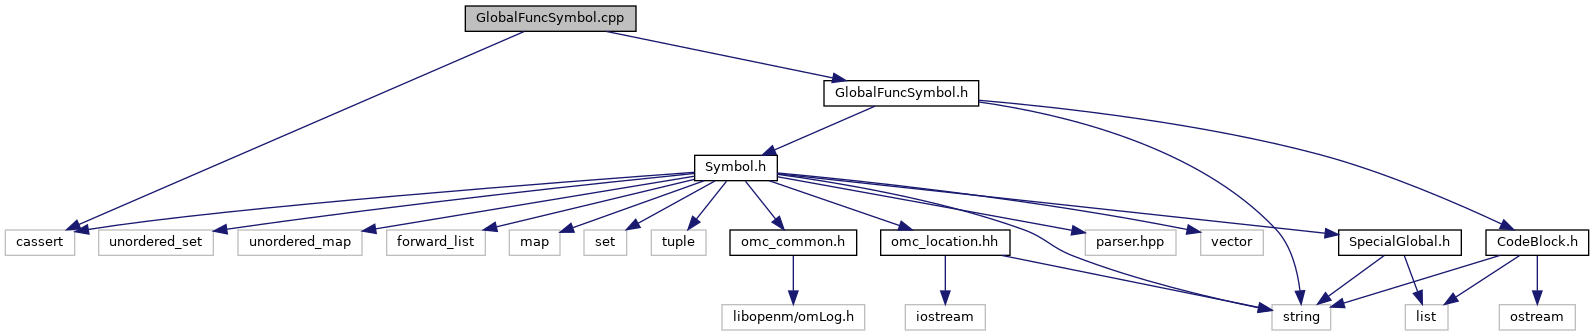 GlobalFuncSymbol.cpp
GlobalFuncSymbol.h
Symbol.h
cassert
unordered_set
unordered_map
forward_list
map
set
tuple
omc_common.h
omc_location.hh
parser.hpp
vector
SpecialGlobal.h
CodeBlock.h
libopenm/omLog.h
iostream
string
list
ostream